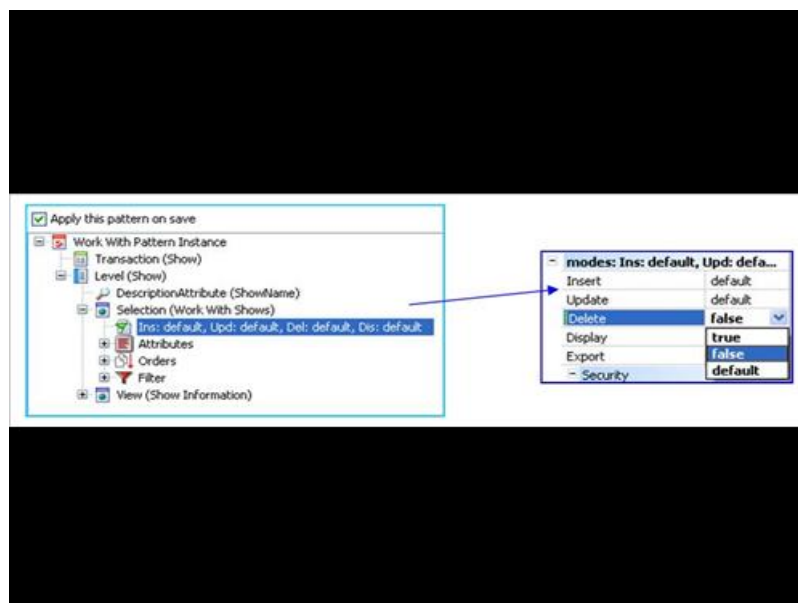 Apply this pattern on save
Work With Pattern Instance
Transaction (Show)
Level (Show)
DescriptionAttribute (ShowName)
Selection (Work With Shows)
Ins: default, Upd: default, Del: default, Dis: default
Attributes
Orders
Filter
View (Show Information)
modes: Ins: default, Upd: defa...
Insert default
Update default
Delete false
Display true
Export false
Security default